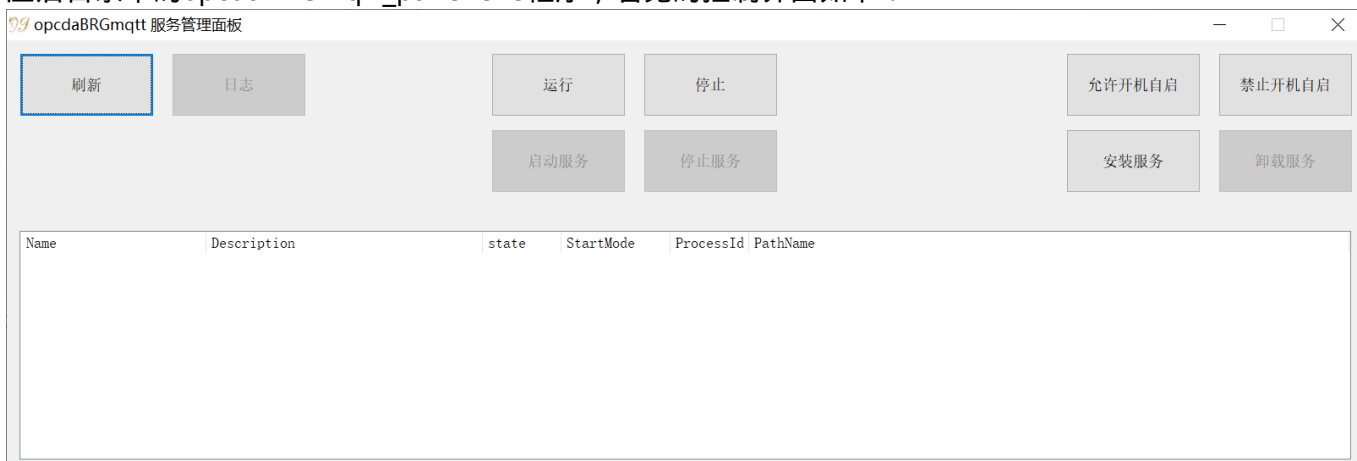 opcdaBRGmqtt 服务管理面板
刷新 日志 运行 停止 允许开机自启 禁止开机自启
启动服务 停止服务 安装服务 卸载服务
Name Description state StartMode ProcessId PathName